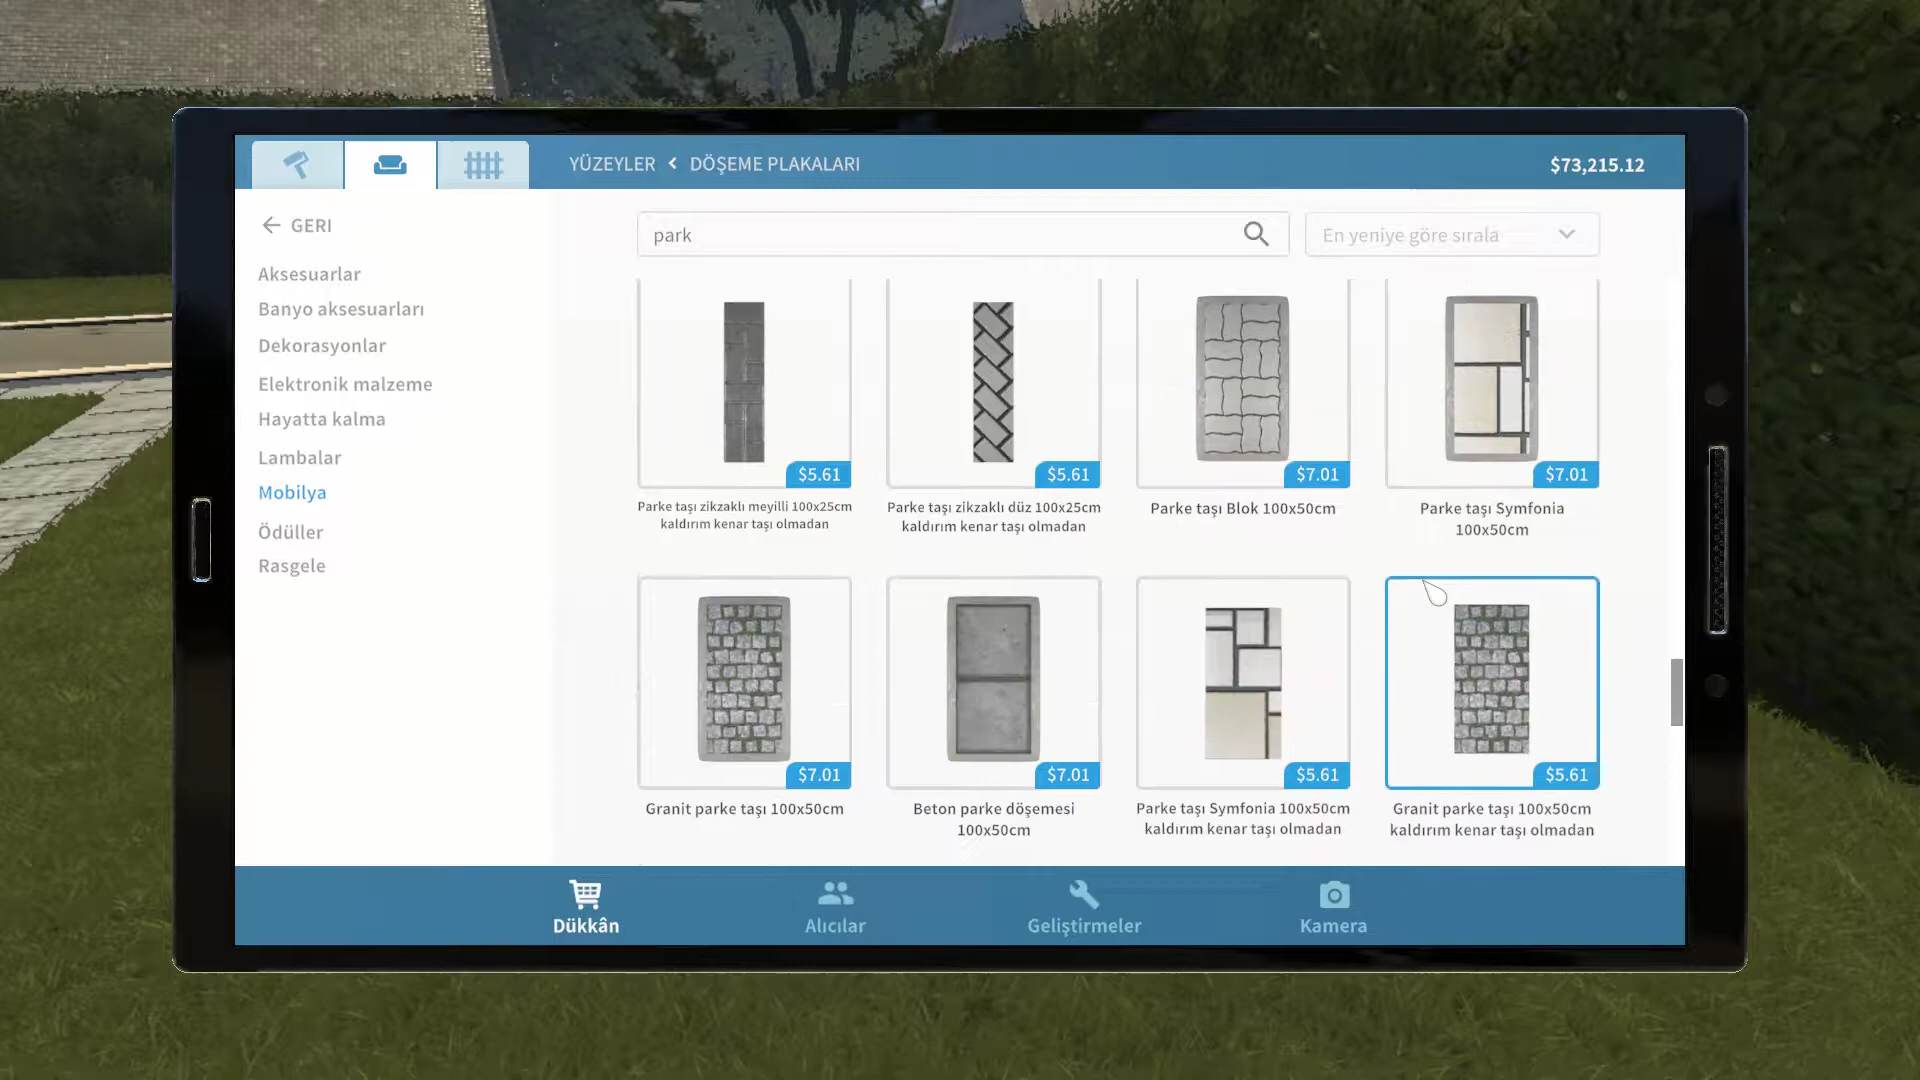 YÜZEYLER < DÖŞEME PLAKALARI
$73,215.12
GERI
Aksesuarlar
Banyo aksesuarları
Dekorasyonlar
Elektronik malzeme
Hayatta kalma
Lambalar
Mobilya
Ödüller
Rasgele
park
En yeniye göre sırala
$5.61
Parke taşı zikzaklı meyilli 100x25cm
kaldırım kenar taşı olmadan
$5.61
Parke taşı zikzaklı düz 100x25cm
kaldırım kenar taşı olmadan
$7.01
Parke taşı Blok 100x50cm
$7.01
Parke taşı Symfonia
100x50cm
$7.01
Granit parke taşı 100x50cm
$7.01
Beton parke döşemesi
100x50cm
$5.61
Parke taşı Symfonia 100x50cm
kaldırım kenar taşı olmadan
$5.61
Granit parke taşı 100x50cm
kaldırım kenar taşı olmadan
Dükkân
Alıcılar
Geliştirmeler
Kamera